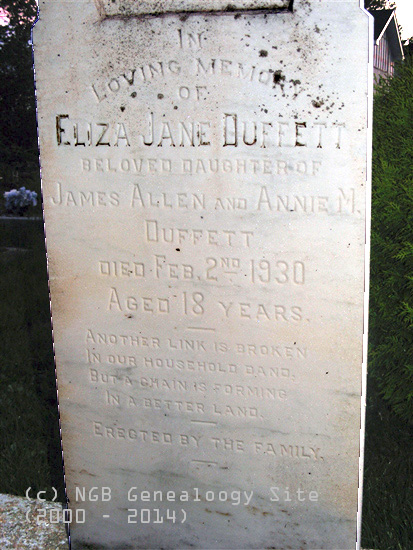 IN
LOVING MEMORY
OF
ELIZA JANE DUFFETT
BELOVED DAUGHTER OF
JAMES ALLEN AND ANNIE M.
DUFFETT
DIED FEB. 2ND 1930
AGED 18 YEARS.
ANOTHER LINK IS BROKEN
IN OUR HOUSEHOLD BAND.
BUT A CHAIN IS FORMING
IN A BETTER LAND.
ERECTED BY THE FAMILY.
(c) NGB Genealoogy Site
(2000 - 2014)